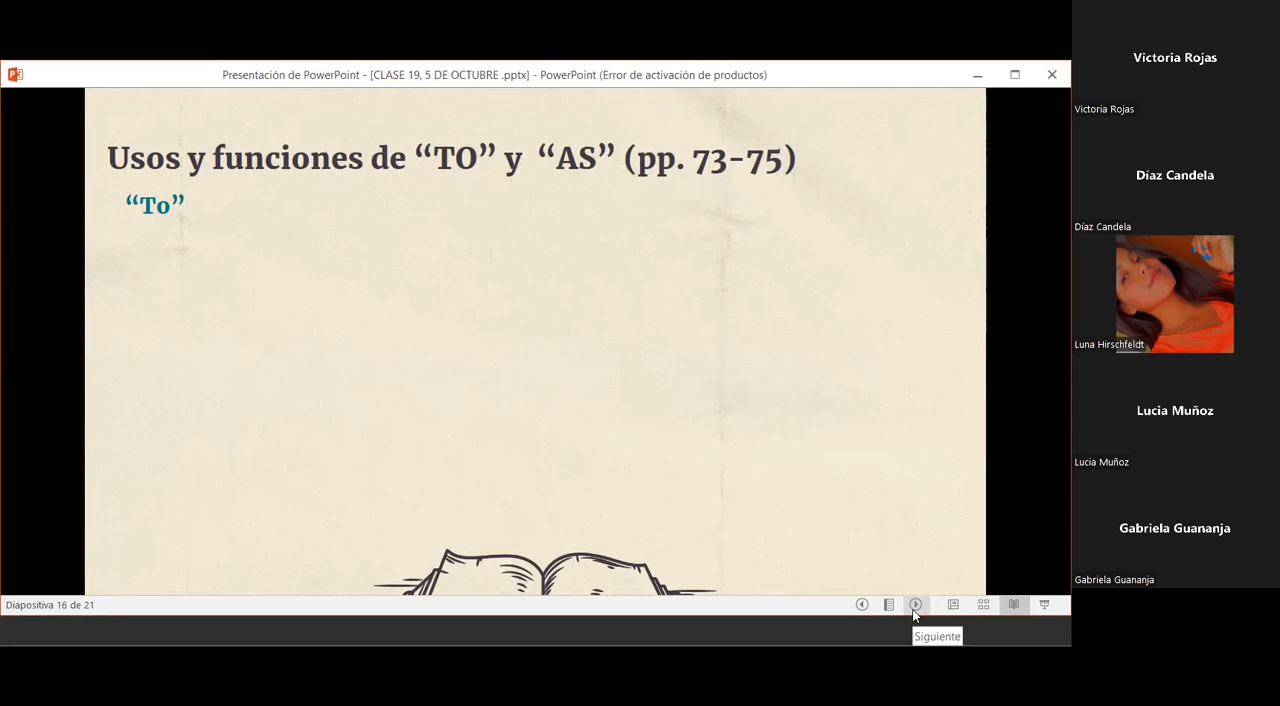 Presentación de PowerPoint - [CLASE 19, 5 DE OCTUBRE .pptx] - PowerPoint (Error de activación de productos)
Usos y funciones de “TO” y “AS” (pp. 73-75)
“To”
Diapositiva 16 de 21
Siguiente
Victoria Rojas
Victoria Rojas
Díaz Candela
Díaz Candela
Luna Hirschfeldt
Lucia Muñoz
Lucia Muñoz
Gabriela Guananja
Gabriela Guananja